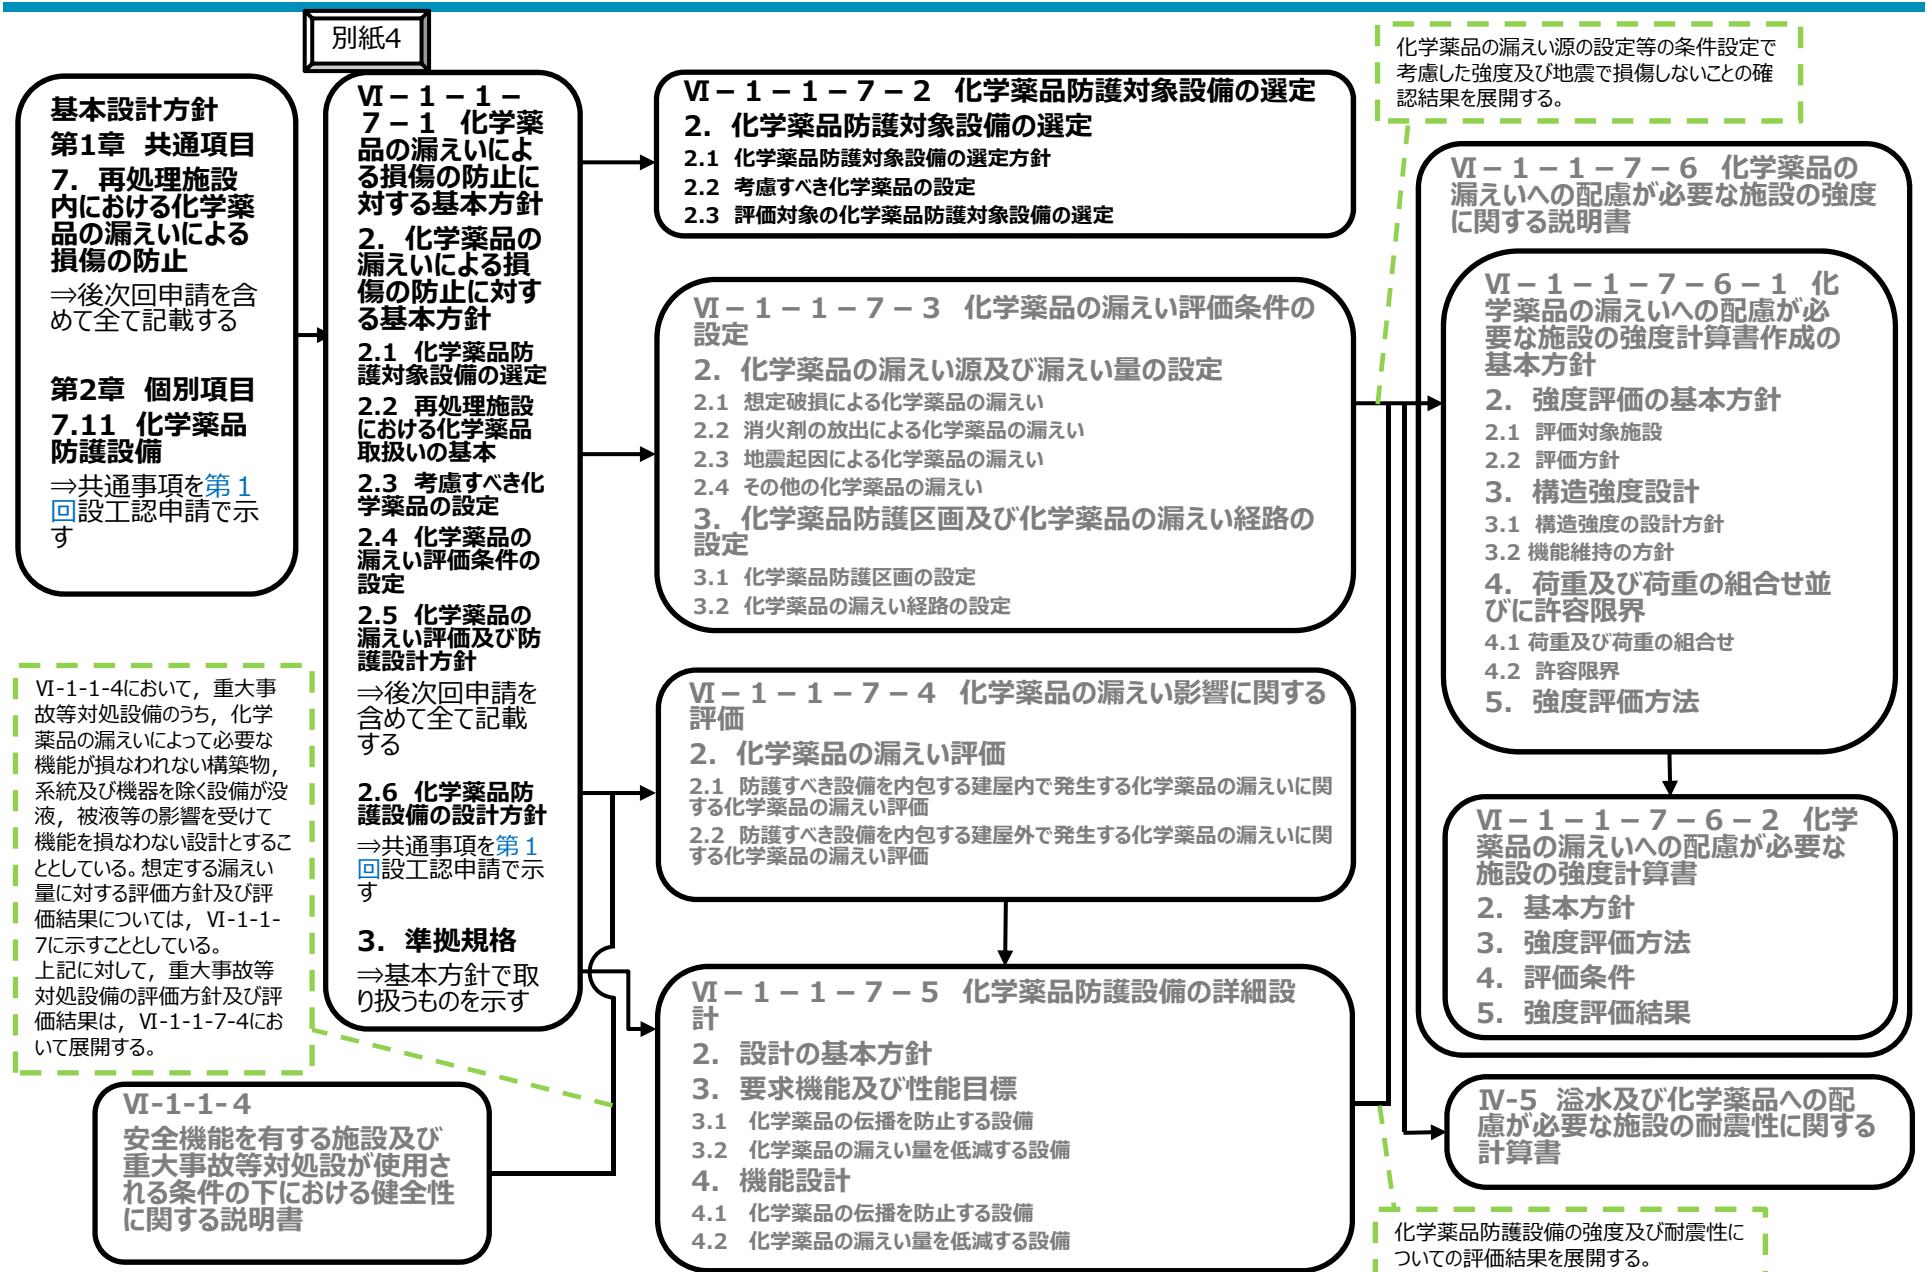 別紙4
基本設計方針
第1章 共通項目
7. 再処理施設
内における化学薬
品の漏えいによる
損傷の防止
⇒後次回申請を含
めて全て記載する
第2章 個別項目
7.11 化学薬品
防護設備
⇒共通事項を第１
回設工認申請で示
す
Ⅵ－１－１－
７－１ 化学薬
品の漏えいによ
る損傷の防止に
対する基本方針
2. 化学薬品の
漏えいによる損
傷の防止に対す
る基本方針
2.1 化学薬品防
護対象設備の選定
2.2 再処理施設
における化学薬品
取扱いの基本
2.3 考慮すべき化
学薬品の設定
2.4 化学薬品の
漏えい評価条件の
設定
2.5 化学薬品の
漏えい評価及び防
護設計方針
⇒後次回申請を
含めて全て記載
する
2.6 化学薬品防
護設備の設計方針
⇒共通事項を第１
回設工認申請で示
す
3. 準拠規格
⇒基本方針で取
り扱うものを示す
Ⅵ－１－１－７－２ 化学薬品防護対象設備の選定
2. 化学薬品防護対象設備の選定
2.1 化学薬品防護対象設備の選定方針
2.2 考慮すべき化学薬品の設定
2.3 評価対象の化学薬品防護対象設備の選定
Ⅵ－１－１－７－３ 化学薬品の漏えい評価条件の
設定
2. 化学薬品の漏えい源及び漏えい量の設定
2.1 想定破損による化学薬品の漏えい
2.2 消火剤の放出による化学薬品の漏えい
2.3 地震起因による化学薬品の漏えい
2.4 その他の化学薬品の漏えい
3. 化学薬品防護区画及び化学薬品の漏えい経路の
設定
3.1 化学薬品防護区画の設定
3.2 化学薬品の漏えい経路の設定
Ⅵ－１－１－７－４ 化学薬品の漏えい影響に関する
評価
2. 化学薬品の漏えい評価
2.1 防護すべき設備を内包する建屋内で発生する化学薬品の漏えいに関
する化学薬品の漏えい評価
2.2 防護すべき設備を内包する建屋外で発生する化学薬品の漏えいに関
する化学薬品の漏えい評価
Ⅵ－１－１－７－５ 化学薬品防護設備の詳細設
計
2. 設計の基本方針
3. 要求機能及び性能目標
3.1 化学薬品の伝播を防止する設備
3.2 化学薬品の漏えい量を低減する設備
4. 機能設計
4.1 化学薬品の伝播を防止する設備
4.2 化学薬品の漏えい量を低減する設備
化学薬品の漏えい源の設定等の条件設定で
考慮した強度及び地震で損傷しないことの確
認結果を展開する。
Ⅵ－１－１－７－６ 化学薬品の
漏えいへの配慮が必要な施設の強度
に関する説明書
Ⅵ－１－１－７－６－１ 化
学薬品の漏えいへの配慮が必
要な施設の強度計算書作成の
基本方針
2. 強度評価の基本方針
2.1 評価対象施設
2.2 評価方針
3. 構造強度設計
3.1 構造強度の設計方針
3.2 機能維持の方針
4. 荷重及び荷重の組合せ並
びに許容限界
4.1 荷重及び荷重の組合せ
4.2 許容限界
5. 強度評価方法
Ⅵ－１－１－７－６－２ 化学
薬品の漏えいへの配慮が必要な
施設の強度計算書
2. 基本方針
3. 強度評価方法
4. 評価条件
5. 強度評価結果
Ⅳ-5 溢水及び化学薬品への配
慮が必要な施設の耐震性に関する
計算書
化学薬品防護設備の強度及び耐震性に
ついての評価結果を展開する。
Ⅵ-1-1-4において，重大事
故等対処設備のうち，化学
薬品の漏えいによって必要な
機能が損なわれない構築物，
系統及び機器を除く設備が没
液，被液等の影響を受けて
機能を損なわない設計とするこ
ととしている。想定する漏えい
量に対する評価方針及び評
価結果については，Ⅵ-1-1-
7に示すこととしている。
上記に対して，重大事故等
対処設備の評価方針及び評
価結果は，Ⅵ-1-1-7-4にお
いて展開する。
Ⅵ-1-1-４
安全機能を有する施設及び
重大事故等対処設が使用さ
れる条件の下における健全性
に関する説明書